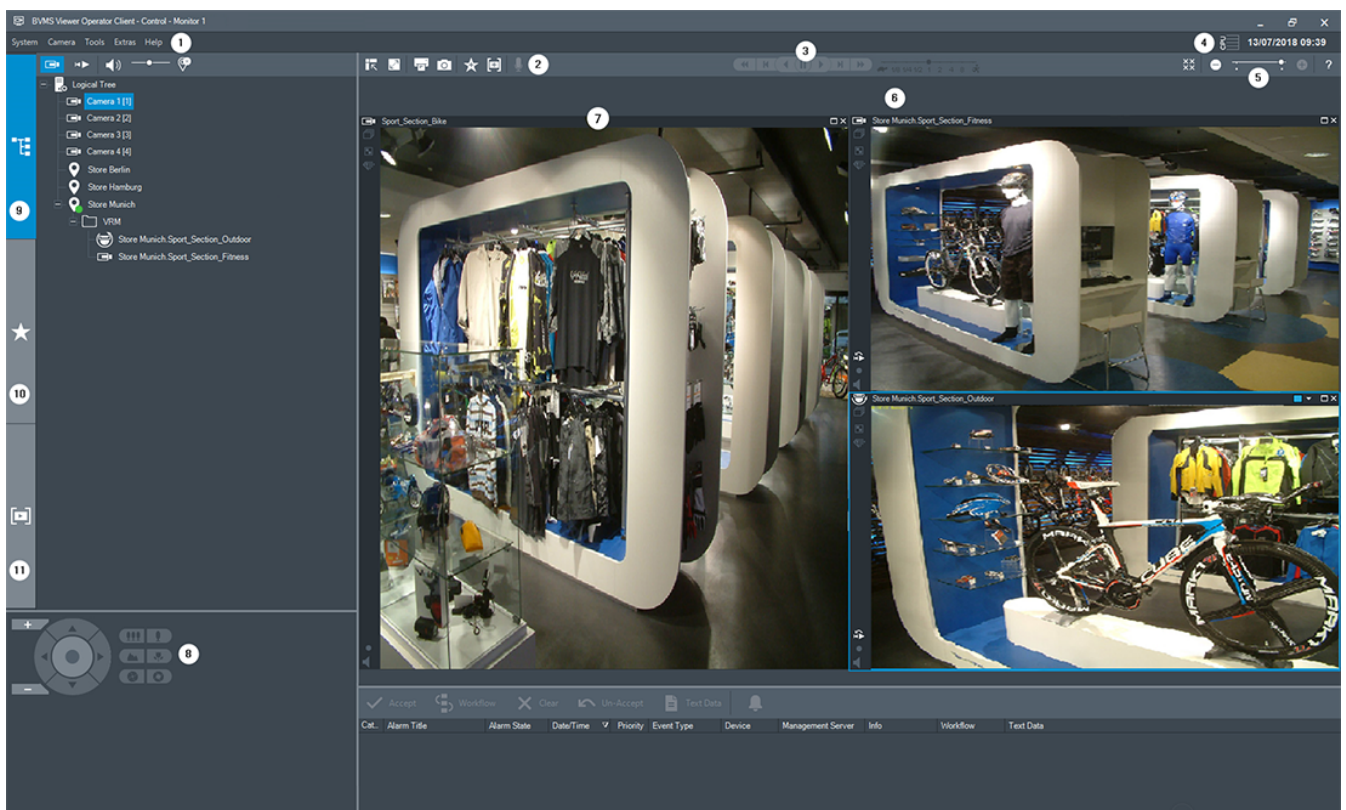 BVMS Viewer Operator Client - Control - Monitor 1
System Camera Tools Extras Help 1
3
4 13/07/2018 09:39
2
5 ?
Logical Tree
Camera 1 [1]
Camera 2 [2]
Camera 3 [3]
Camera 4 [4]
Store Berlin
Store Hamburg
Store Munich
VRM
Store Munich.Sport_Section_Outdoor
Store Munich.Sport_Section_Fitness
9
10
11
6
Sport_Section_Bike 7
Store Munich.Sport_Section_Fitness
Store Munich.Sport_Section_Outdoor
CUBE
8
Accept Workflow Clear Un-Accept Text Data
Cat.. Alarm Title Alarm State Date/Time Priority Event Type Device Management Server Info Workflow Text Data